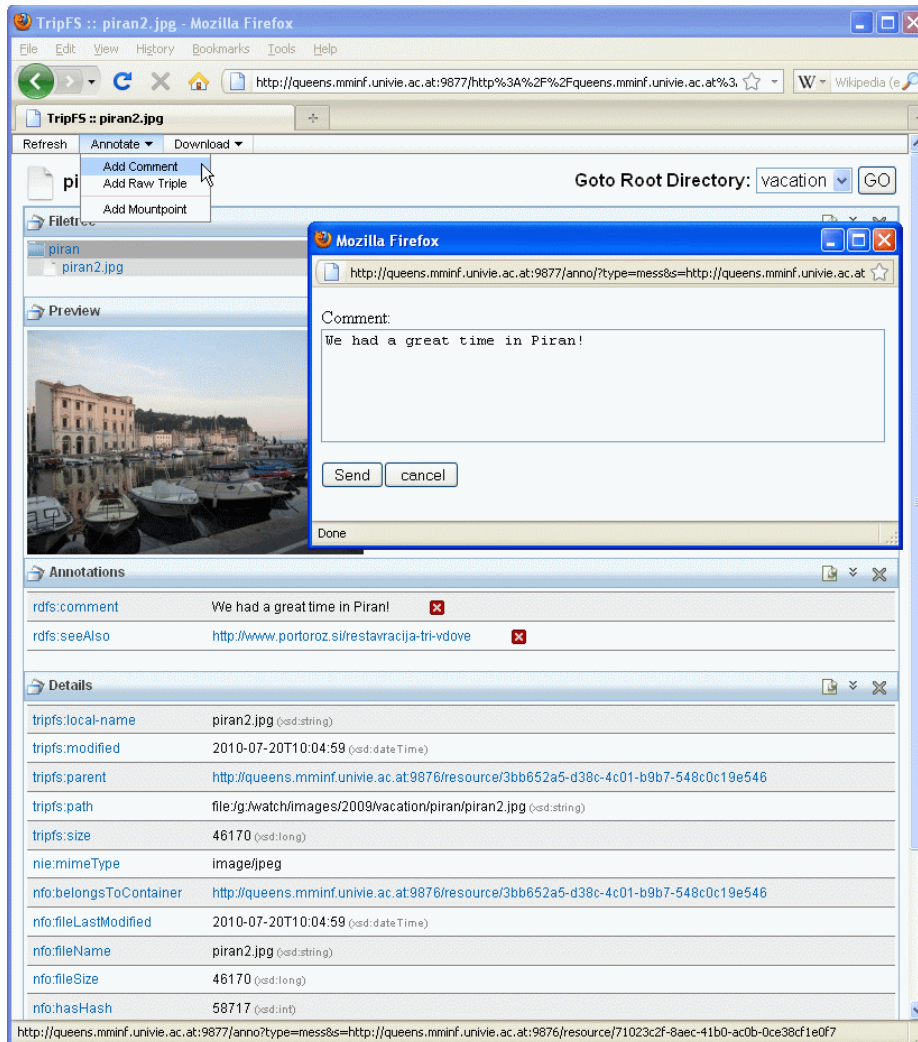 TripFS :: piran2.jpg - Mozilla Firefox
File Edit View History Bookmarks Tools Help
http://queens.mminf.univie.ac.at:9877/http%3A%2F%2Fqueens.mminf.univie.ac.at%3. W Wikipedia (e
TripFS :: piran2.jpg
Refresh Annotate Download
Add Comment
Add Raw Triple
Add Mountpoint
pi
Goto Root Directory: vacation GO
Filetree
piran
piran2.jpg
Mozilla Firefox
http://queens.mminf.univie.ac.at:9877/anno/?type=mess&s=http://queens.mminf.univie.ac.at
Comment:
We had a great time in Piran!
Send cancel
Done
Preview
Annotations
rdfs:comment We had a great time in Piran!
rdfs:seeAlso http://www.portoroz.si/restavracija-tri-vdove
Details
tripfs:local-name piran2.jpg (xsd:string)
tripfs:modified 2010-07-20T10:04:59 (xsd:dateTime)
tripfs:parent http://queens.mminf.univie.ac.at:9876/resource/3bb652a5-d38c-4c01-b9b7-548c0c19e546
tripfs:path file:/g:/watch/images/2009/vacation/piran/piran2.jpg (xsd:string)
tripfs:size 46170 (xsd:long)
nie:mimeType image/jpeg
nfo:belongsToContainer http://queens.mminf.univie.ac.at:9876/resource/3bb652a5-d38c-4c01-b9b7-548c0c19e546
nfo:fileLastModified 2010-07-20T10:04:59 (xsd:dateTime)
nfo:fileName piran2.jpg (xsd:string)
nfo:fileSize 46170 (xsd:long)
nfo:hasHash 58717 (xsd:int)
http://queens.mminf.univie.ac.at:9877/anno?type=mess&s=http://queens.mminf.univie.ac.at:9876/resource/71023c2f-8aec-41b0-ac0b-0ce38cf1e0f7